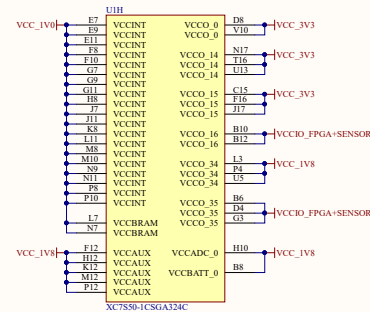 U1H
VCC_1V0
E7 VCCINT VCCO_0 D8 VCC_3V3
E9 VCCINT VCCO_0 V10
E11 VCCINT
F8 VCCINT VCCO_14 N17 VCC_3V3
F10 VCCINT VCCO_14 T16
G7 VCCINT VCCO_14 U13
G9 VCCINT
G11 VCCINT VCCO_15 C15 VCC_3V3
H8 VCCINT VCCO_15 F16
J7 VCCINT VCCO_15 J17
J11 VCCINT
K8 VCCINT VCCO_16 B10 VCCIO_FPGA+SENSOR
L11 VCCINT VCCO_16 B12
M8 VCCINT
M10 VCCINT VCCO_34 L3 VCC_1V8
N9 VCCINT VCCO_34 P4
N11 VCCINT VCCO_34 U5
P8 VCCINT
P10 VCCINT VCCO_35 B6
VCCO_35 D4 VCCIO_FPGA+SENSOR
L7 VCCBRAM VCCO_35 G3
N7 VCCBRAM
VCC_1V8 F12 VCCAUX VCCADC_0 H10 VCC_1V8
H12 VCCAUX
K12 VCCAUX VCCBATT_0 B8
M12 VCCAUX
P12 VCCAUX
XC7S50-1CSGA324C